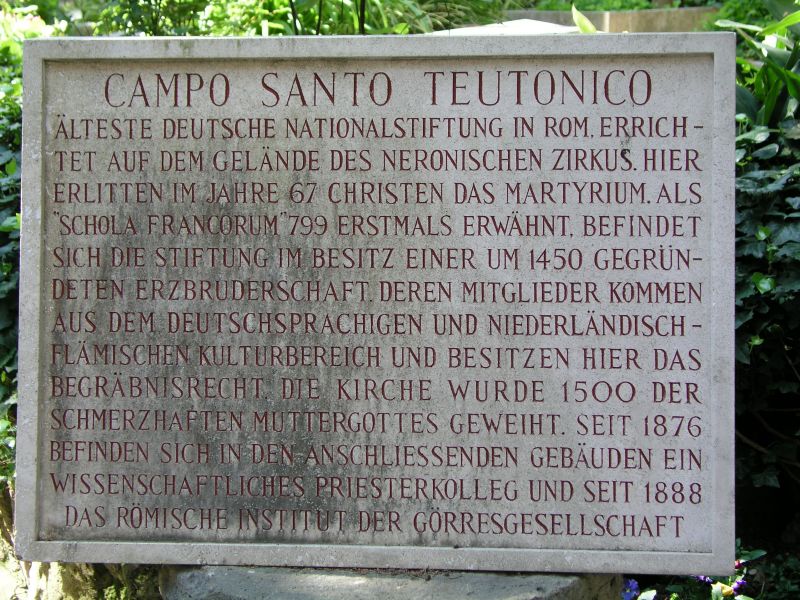 CAMPO SANTO TEUTONICO
ÄLTESTE DEUTSCHE NATIONALSTIFTUNG IN ROM, ERRICH-
TET AUF DEM GELÄNDE DES NERONISCHEN ZIRKUS. HIER
ERLITTEN IM JAHRE 67 CHRISTEN DAS MARTYRIUM. ALS
"SCHOLA FRANCORUM" 799 ERSTMALS ERWÄHNT, BEFINDET
SICH DIE STIFTUNG IM BESITZ EINER UM 1450 GEGRÜN-
DETEN ERZBRUDERSCHAFT, DEREN MITGLIEDER KOMMEN
AUS DEM DEUTSCHSPRACHIGEN UND NIEDERLÄNDISCH-
FLÄMISCHEN KULTURBEREICH UND BESITZEN HIER DAS
BEGRÄBNISRECHT. DIE KIRCHE WURDE 1500 DER
SCHMERZHAFTEN MUTTERGOTTES GEWEIHT. SEIT 1876
BEFINDEN SICH IN DEN ANSCHLIESSENDEN GEBÄUDEN EIN
WISSENSCHAFTLICHES PRIESTERKOLLEG UND SEIT 1888
DAS RÖMISCHE INSTITUT DER GÖRRESGESELLSCHAFT